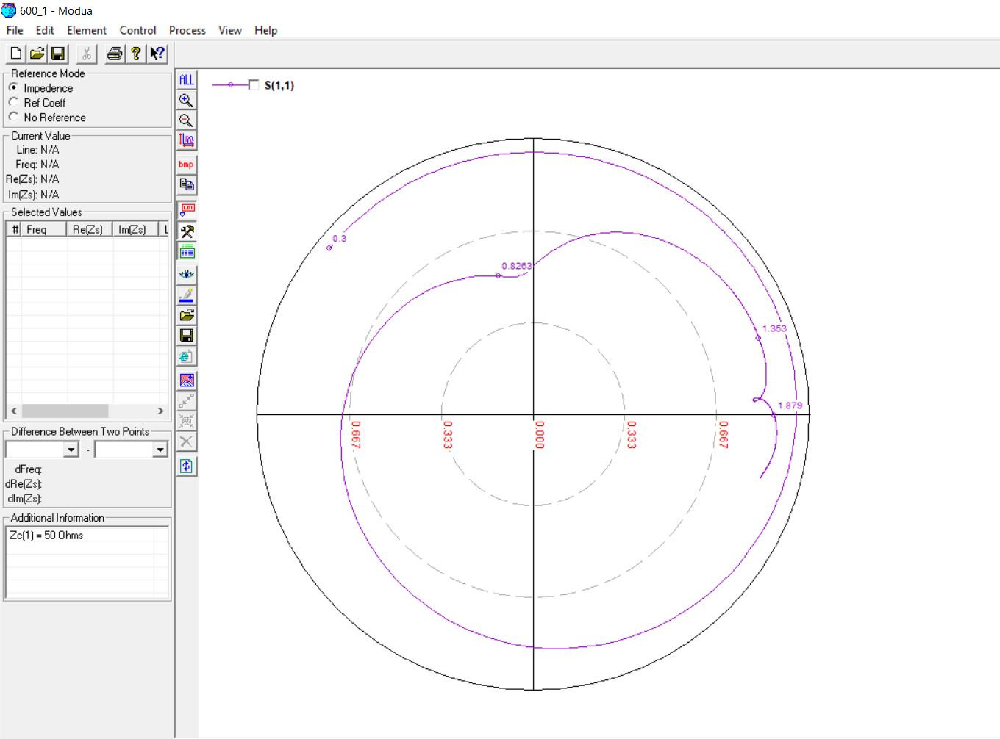 600_1 - Modua
File Edit Element Control Process View Help
Reference Mode
Impedence
Ref Coeff
No Reference
Current Value
Line: N/A
Freq: N/A
Re(Zs): N/A
Im(Zs): N/A
Selected Values
# Freq Re(Zs) Im(Zs) L
Difference Between Two Points
-
dFreq:
dRe(Zs):
dIm(Zs):
Additional Information
Zc(1) = 50 Ohms
ALL
bmp
1.01
S(1,1)
0.3
0.8263
1.353
1.879
0.667 0.333 0.000 0.333 0.667